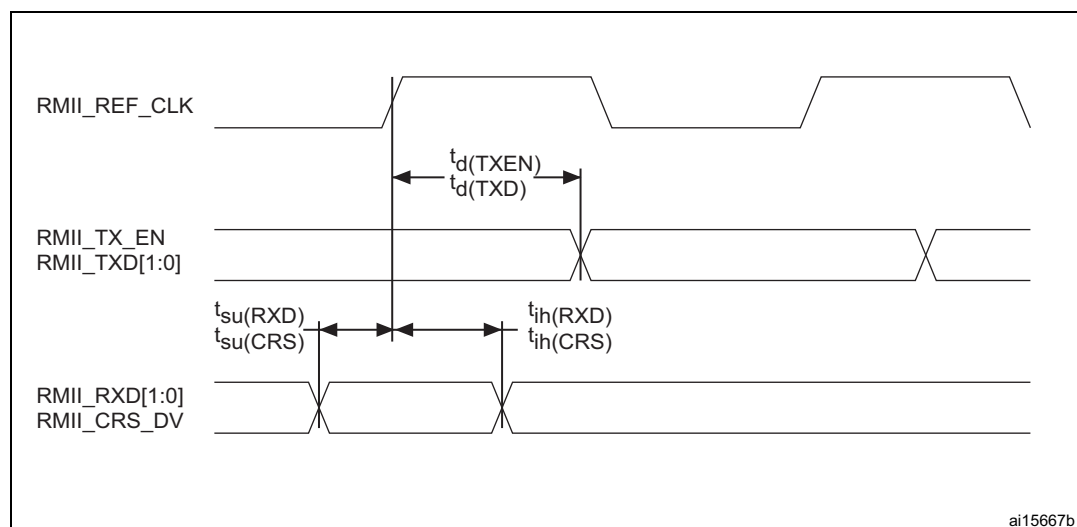 RMII_REF_CLK
td(TXEN)
td(TXD)
RMII_TX_EN
RMII_TXD[1:0]
tsu(RXD)
tsu(CRS)
tih(RXD)
tih(CRS)
RMII_RXD[1:0]
RMII_CRS_DV
ai15667b